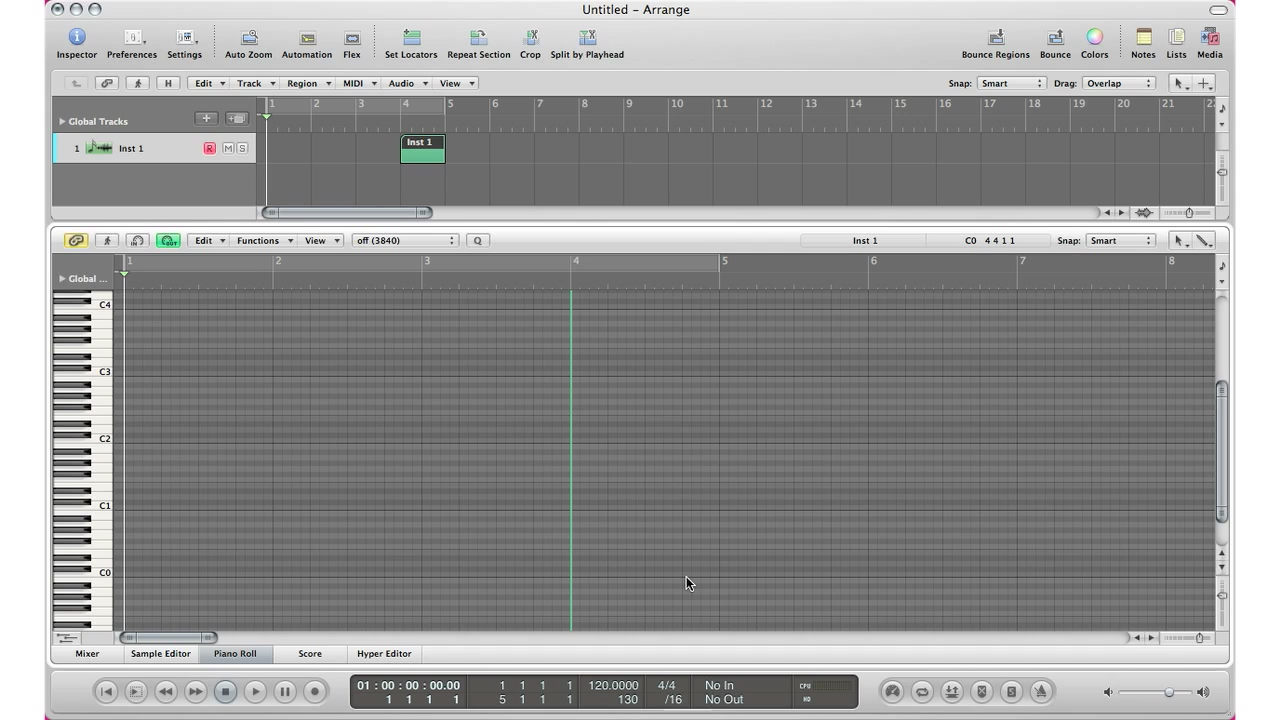 Untitled – Arrange
Inspector Preferences Settings Auto Zoom Automation Flex Set Locators Repeat Section Crop Split by Playhead Bounce Regions Bounce Colors Notes Lists Media
H Edit Track Region MIDI Audio View Snap: Smart Drag: Overlap
1 2 3 4 5 6 7 8 9 10 11 12 13 14 15 16 17 18 19 20 21 22
Global Tracks
1 Inst 1 R M S Inst 1
IN OUT Edit Functions View off (3840) Q Inst 1 C0 4 4 1 1 Snap: Smart
1 2 3 4 5 6 7 8
Global ...
C4
C3
C2
C1
C0
Mixer Sample Editor Piano Roll Score Hyper Editor
01 : 00 : 00 : 00.00 1 1 1 1 120.0000 4/4 No In CPU
1 1 1 1 5 1 1 1 130 /16 No Out HD
S